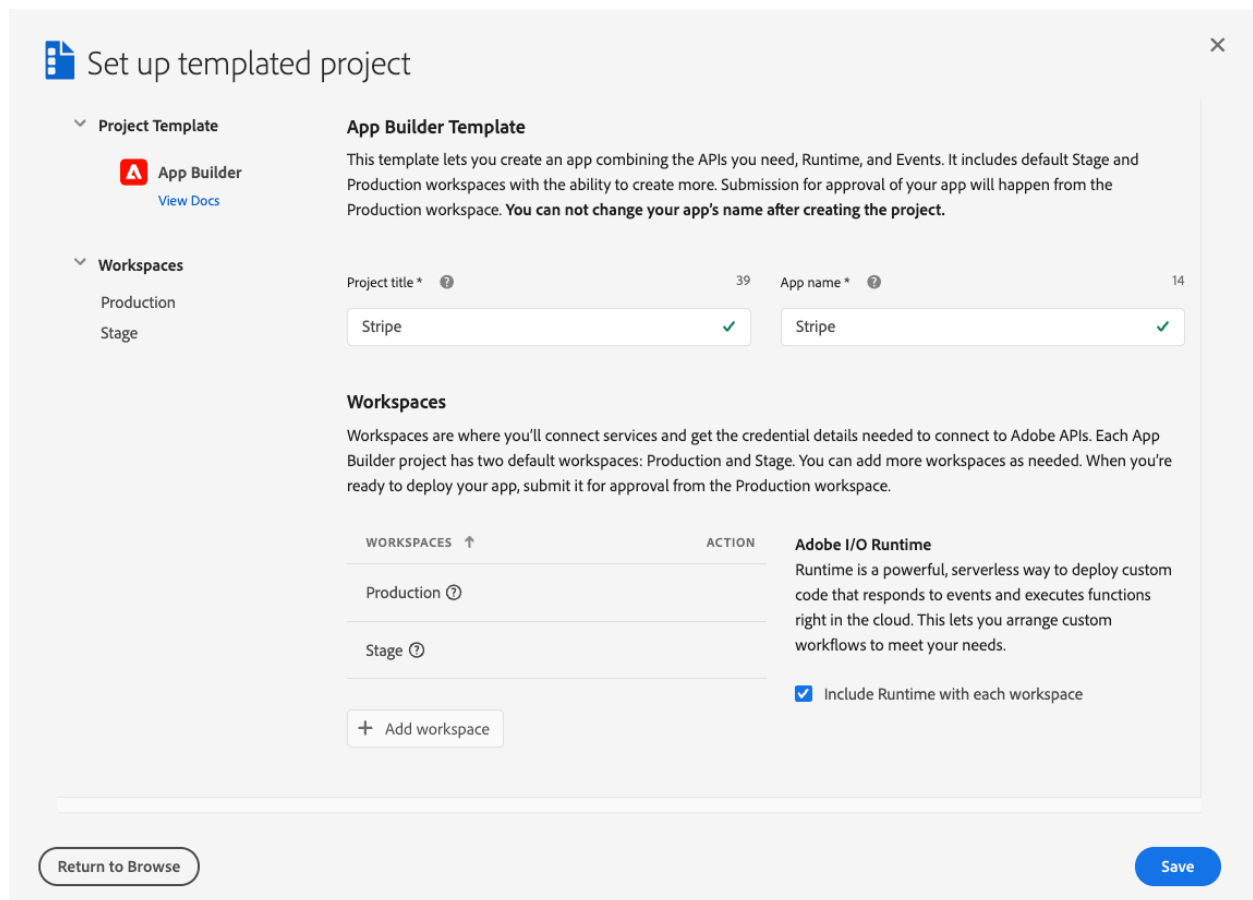 Set up templated project
Project Template
App Builder
View Docs
Workspaces
Production
Stage
App Builder Template
This template lets you create an app combining the APIs you need, Runtime, and Events. It includes default Stage and
Production workspaces with the ability to create more. Submission for approval of your app will happen from the
Production workspace. You can not change your app's name after creating the project.
Project title * ? 39
Stripe
App name * ? 14
Stripe
Workspaces
Workspaces are where you'll connect services and get the credential details needed to connect to Adobe APIs. Each App
Builder project has two default workspaces: Production and Stage. You can add more workspaces as needed. When you're
ready to deploy your app, submit it for approval from the Production workspace.
WORKSPACES ↑ ACTION
Production ?
Stage ?
+ Add workspace
Adobe I/O Runtime
Runtime is a powerful, serverless way to deploy custom
code that responds to events and executes functions
right in the cloud. This lets you arrange custom
workflows to meet your needs.
Include Runtime with each workspace
Return to Browse
Save